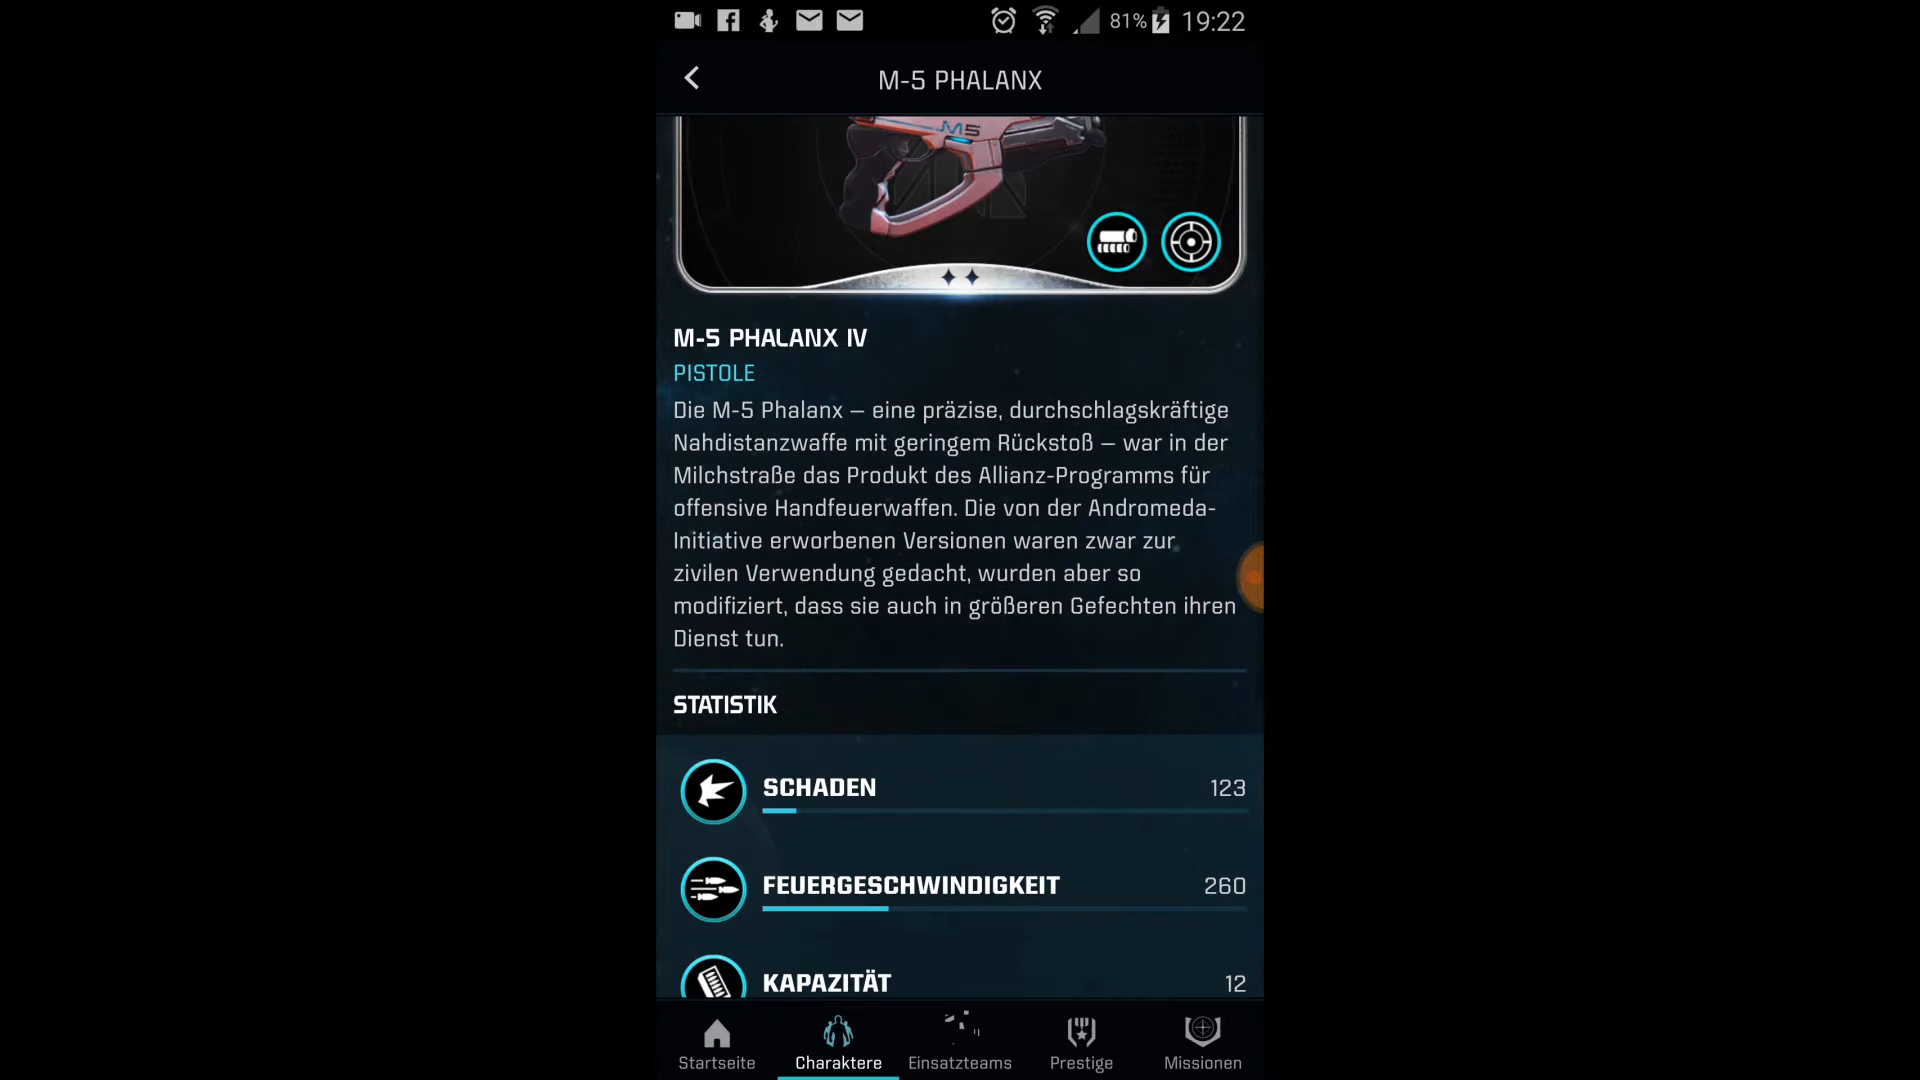 81% 19:22
M-5 PHALANX
M5
M-5 PHALANX IV
PISTOLE
Die M-5 Phalanx – eine präzise, durchschlagskräftige
Nahdistanzwaffe mit geringem Rückstoß – war in der
Milchstraße das Produkt des Allianz-Programms für
offensive Handfeuerwaffen. Die von der Andromeda-
Initiative erworbenen Versionen waren zwar zur
zivilen Verwendung gedacht, wurden aber so
modifiziert, dass sie auch in größeren Gefechten ihren
Dienst tun.
STATISTIK
SCHADEN 123
FEUERGESCHWINDIGKEIT 260
KAPAZITÄT 12
Startseite Charaktere Einsatzteams Prestige Missionen